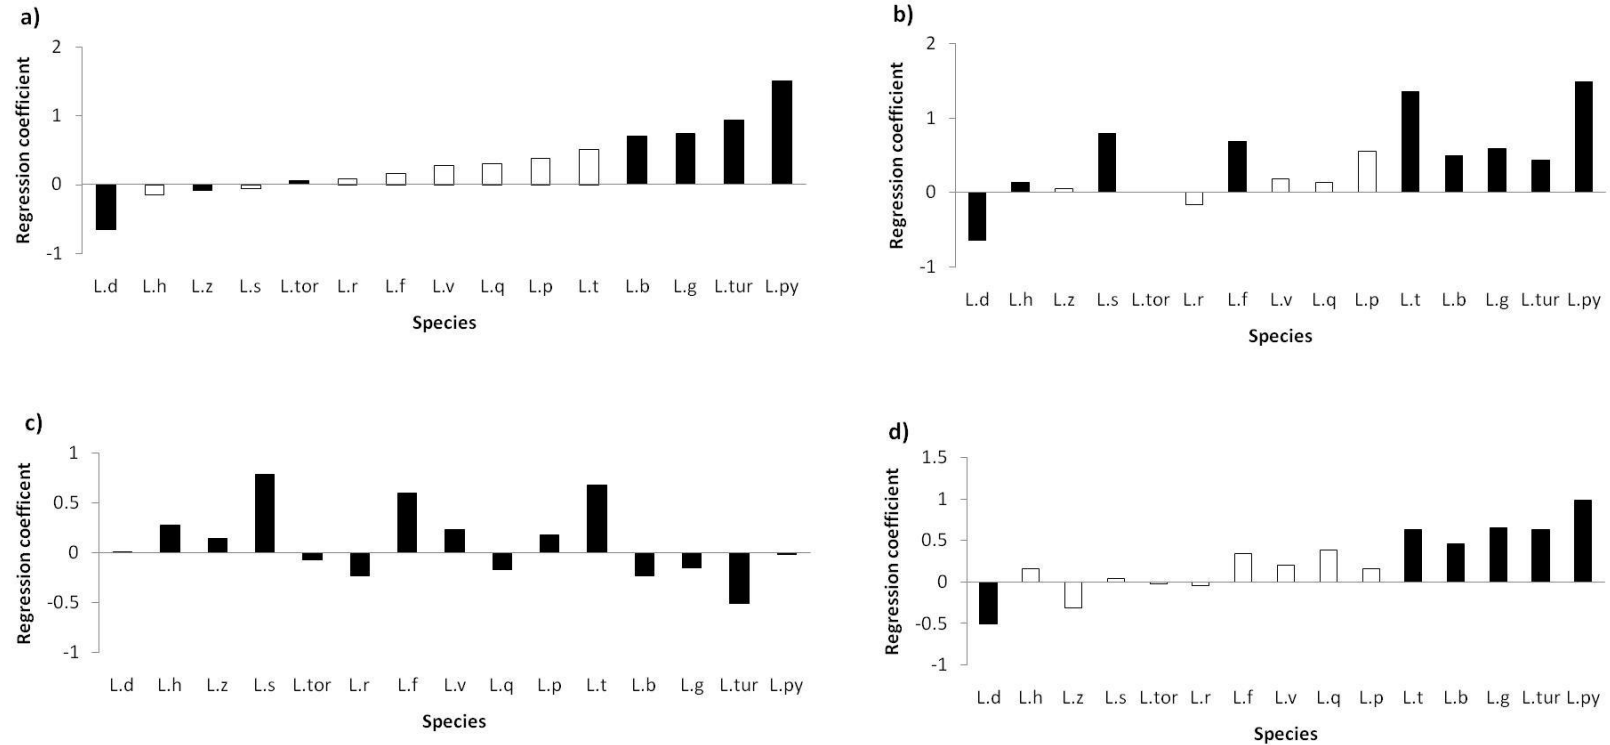 a)
Regression coefficient
2
1
0
-1
L.d L.h L.z L.s L.tor L.r L.f L.v L.q L.p L.t L.b L.g L.tur L.py
Species
b)
Regression coefficient
2
1
0
-1
L.d L.h L.z L.s L.tor L.r L.f L.v L.q L.p L.t L.b L.g L.tur L.py
Species
c)
Regression coefficent
1
0.5
0
-0.5
-1
L.d L.h L.z L.s L.tor L.r L.f L.v L.q L.p L.t L.b L.g L.tur L.py
Species
d)
Regression coefficient
1.5
1
0.5
0
-0.5
-1
L.d L.h L.z L.s L.tor L.r L.f L.v L.q L.p L.t L.b L.g L.tur L.py
Species